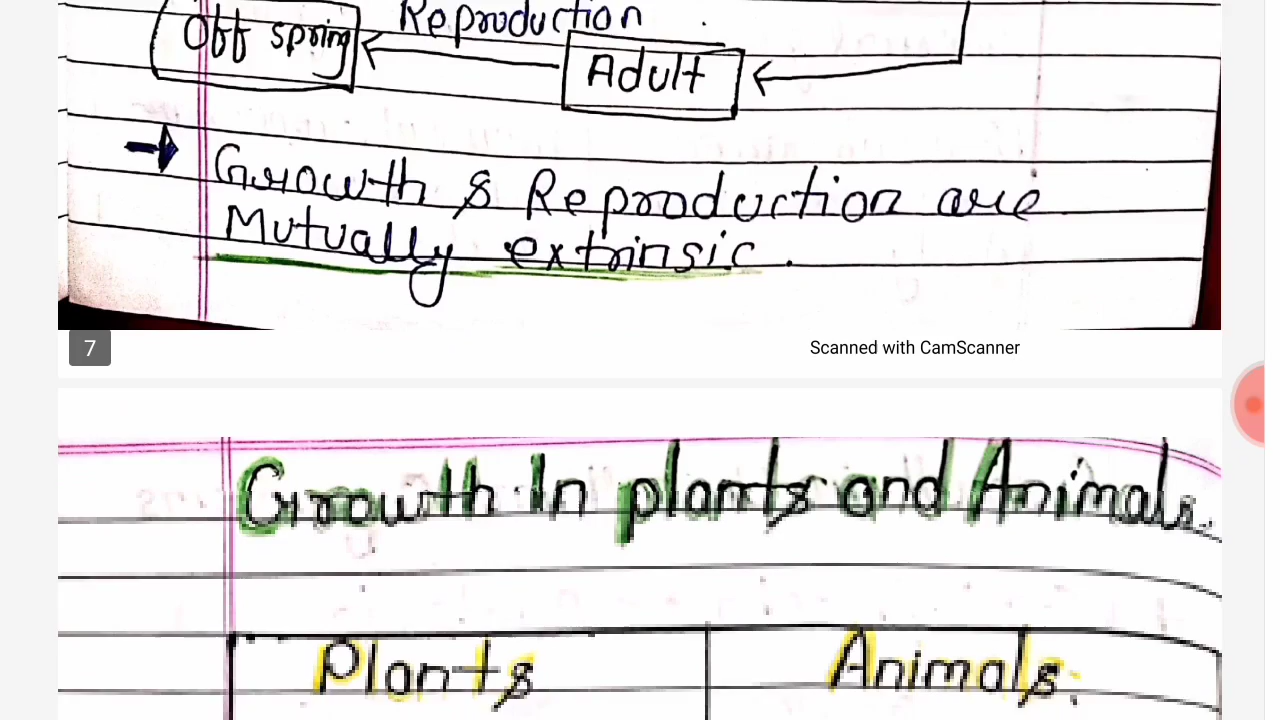 Reproduction
Off spring
Adult
Growth & Reproduction are
Mutually extrinsic.
7
Scanned with CamScanner
Growth In plants and Animals.
Plants
Animals.